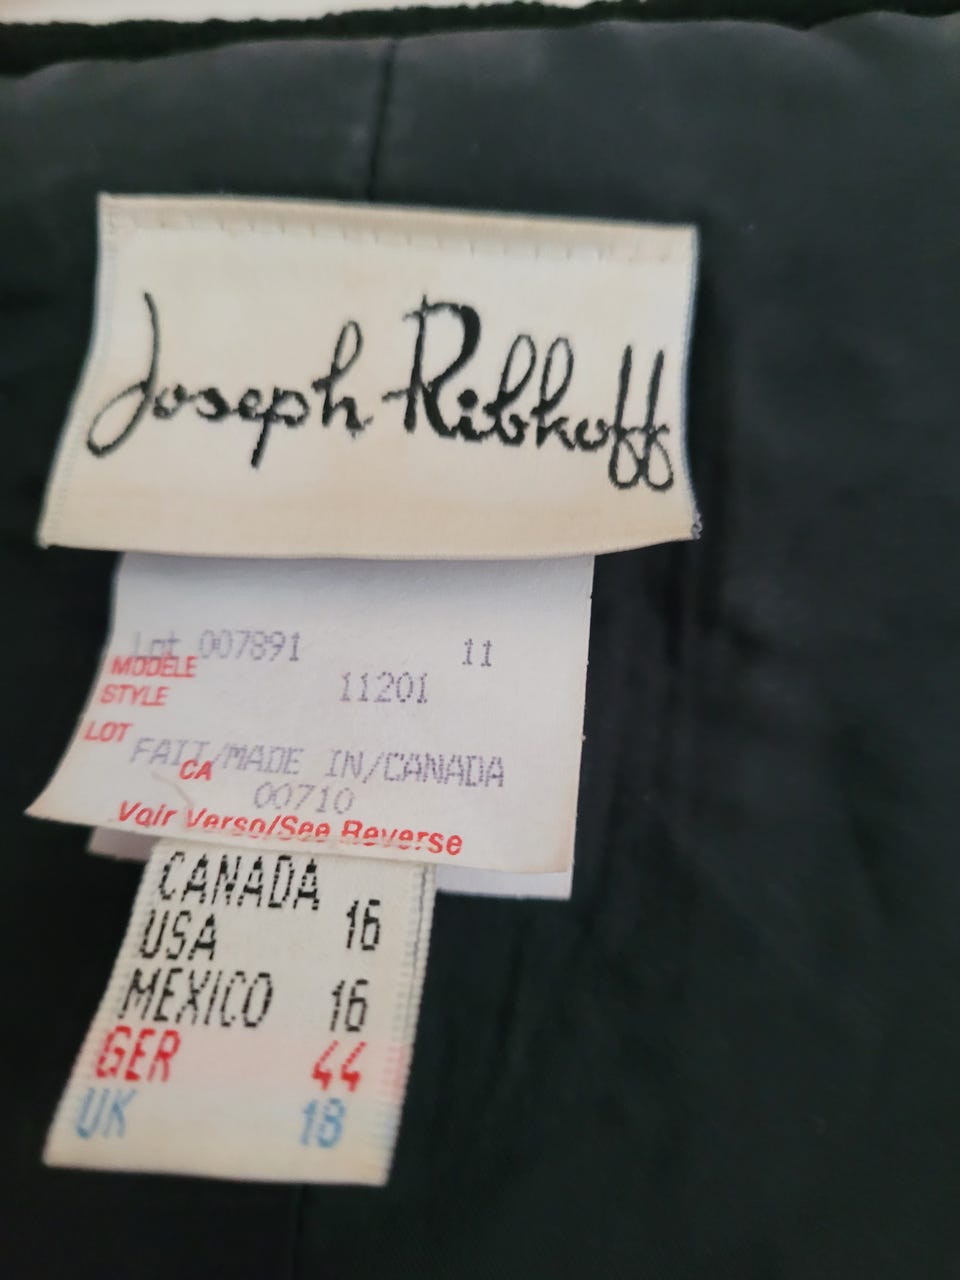 Joseph Ribkoff
Lot 007891 11
MODÈLE
STYLE 11201
LOT
FAIT/MADE IN/CANADA
CA 00710
Voir Verso/See Reverse
CANADA
USA 16
MEXICO 16
GER 44
UK 18